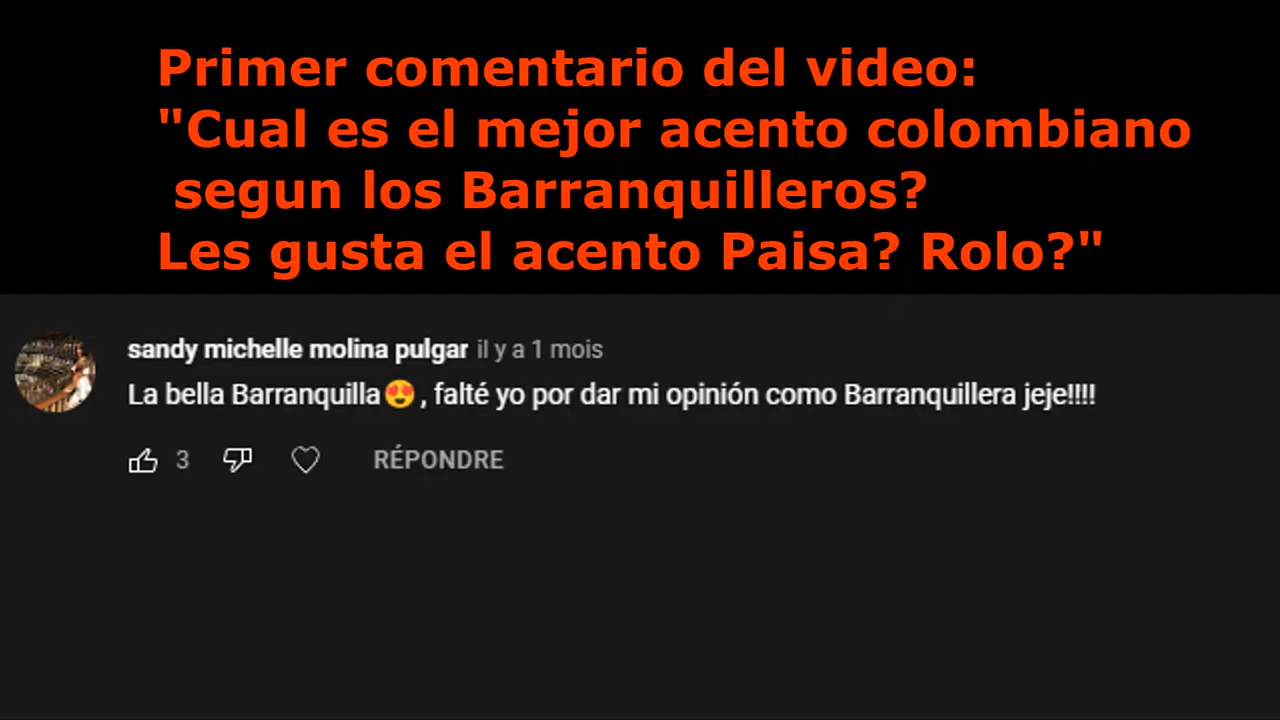 Primer comentario del video:
"Cual es el mejor acento colombiano
segun los Barranquilleros?
Les gusta el acento Paisa? Rolo?"
sandy michelle molina pulgar il y a 1 mois
La bella Barranquilla😍, falté yo por dar mi opinión como Barranquillera jeje!!!!
3 RÉPONDRE